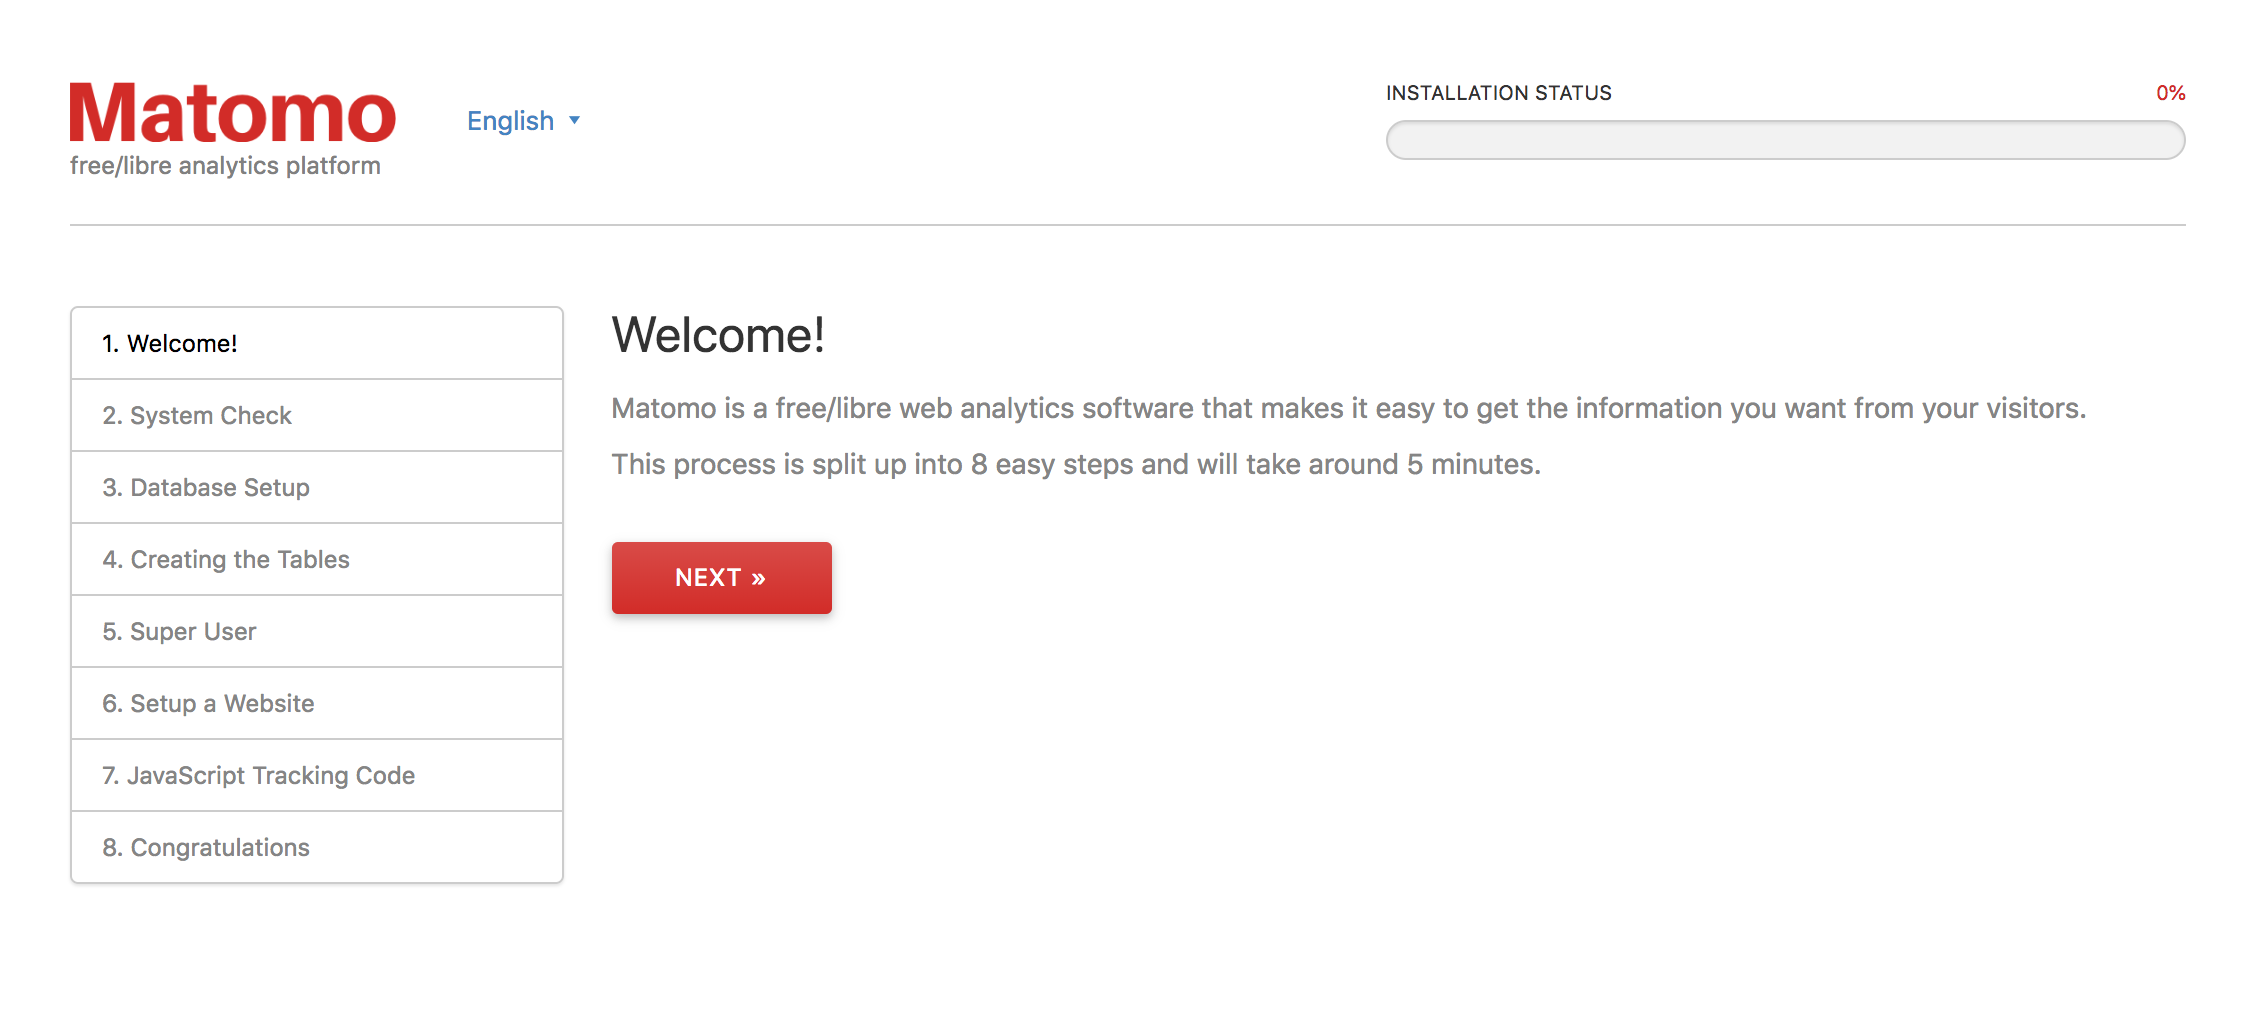 Matomo
free/libre analytics platform
English
INSTALLATION STATUS
0%
1. Welcome!
2. System Check
3. Database Setup
4. Creating the Tables
5. Super User
6. Setup a Website
7. JavaScript Tracking Code
8. Congratulations
Welcome!
Matomo is a free/libre web analytics software that makes it easy to get the information you want from your visitors.
This process is split up into 8 easy steps and will take around 5 minutes.
NEXT »